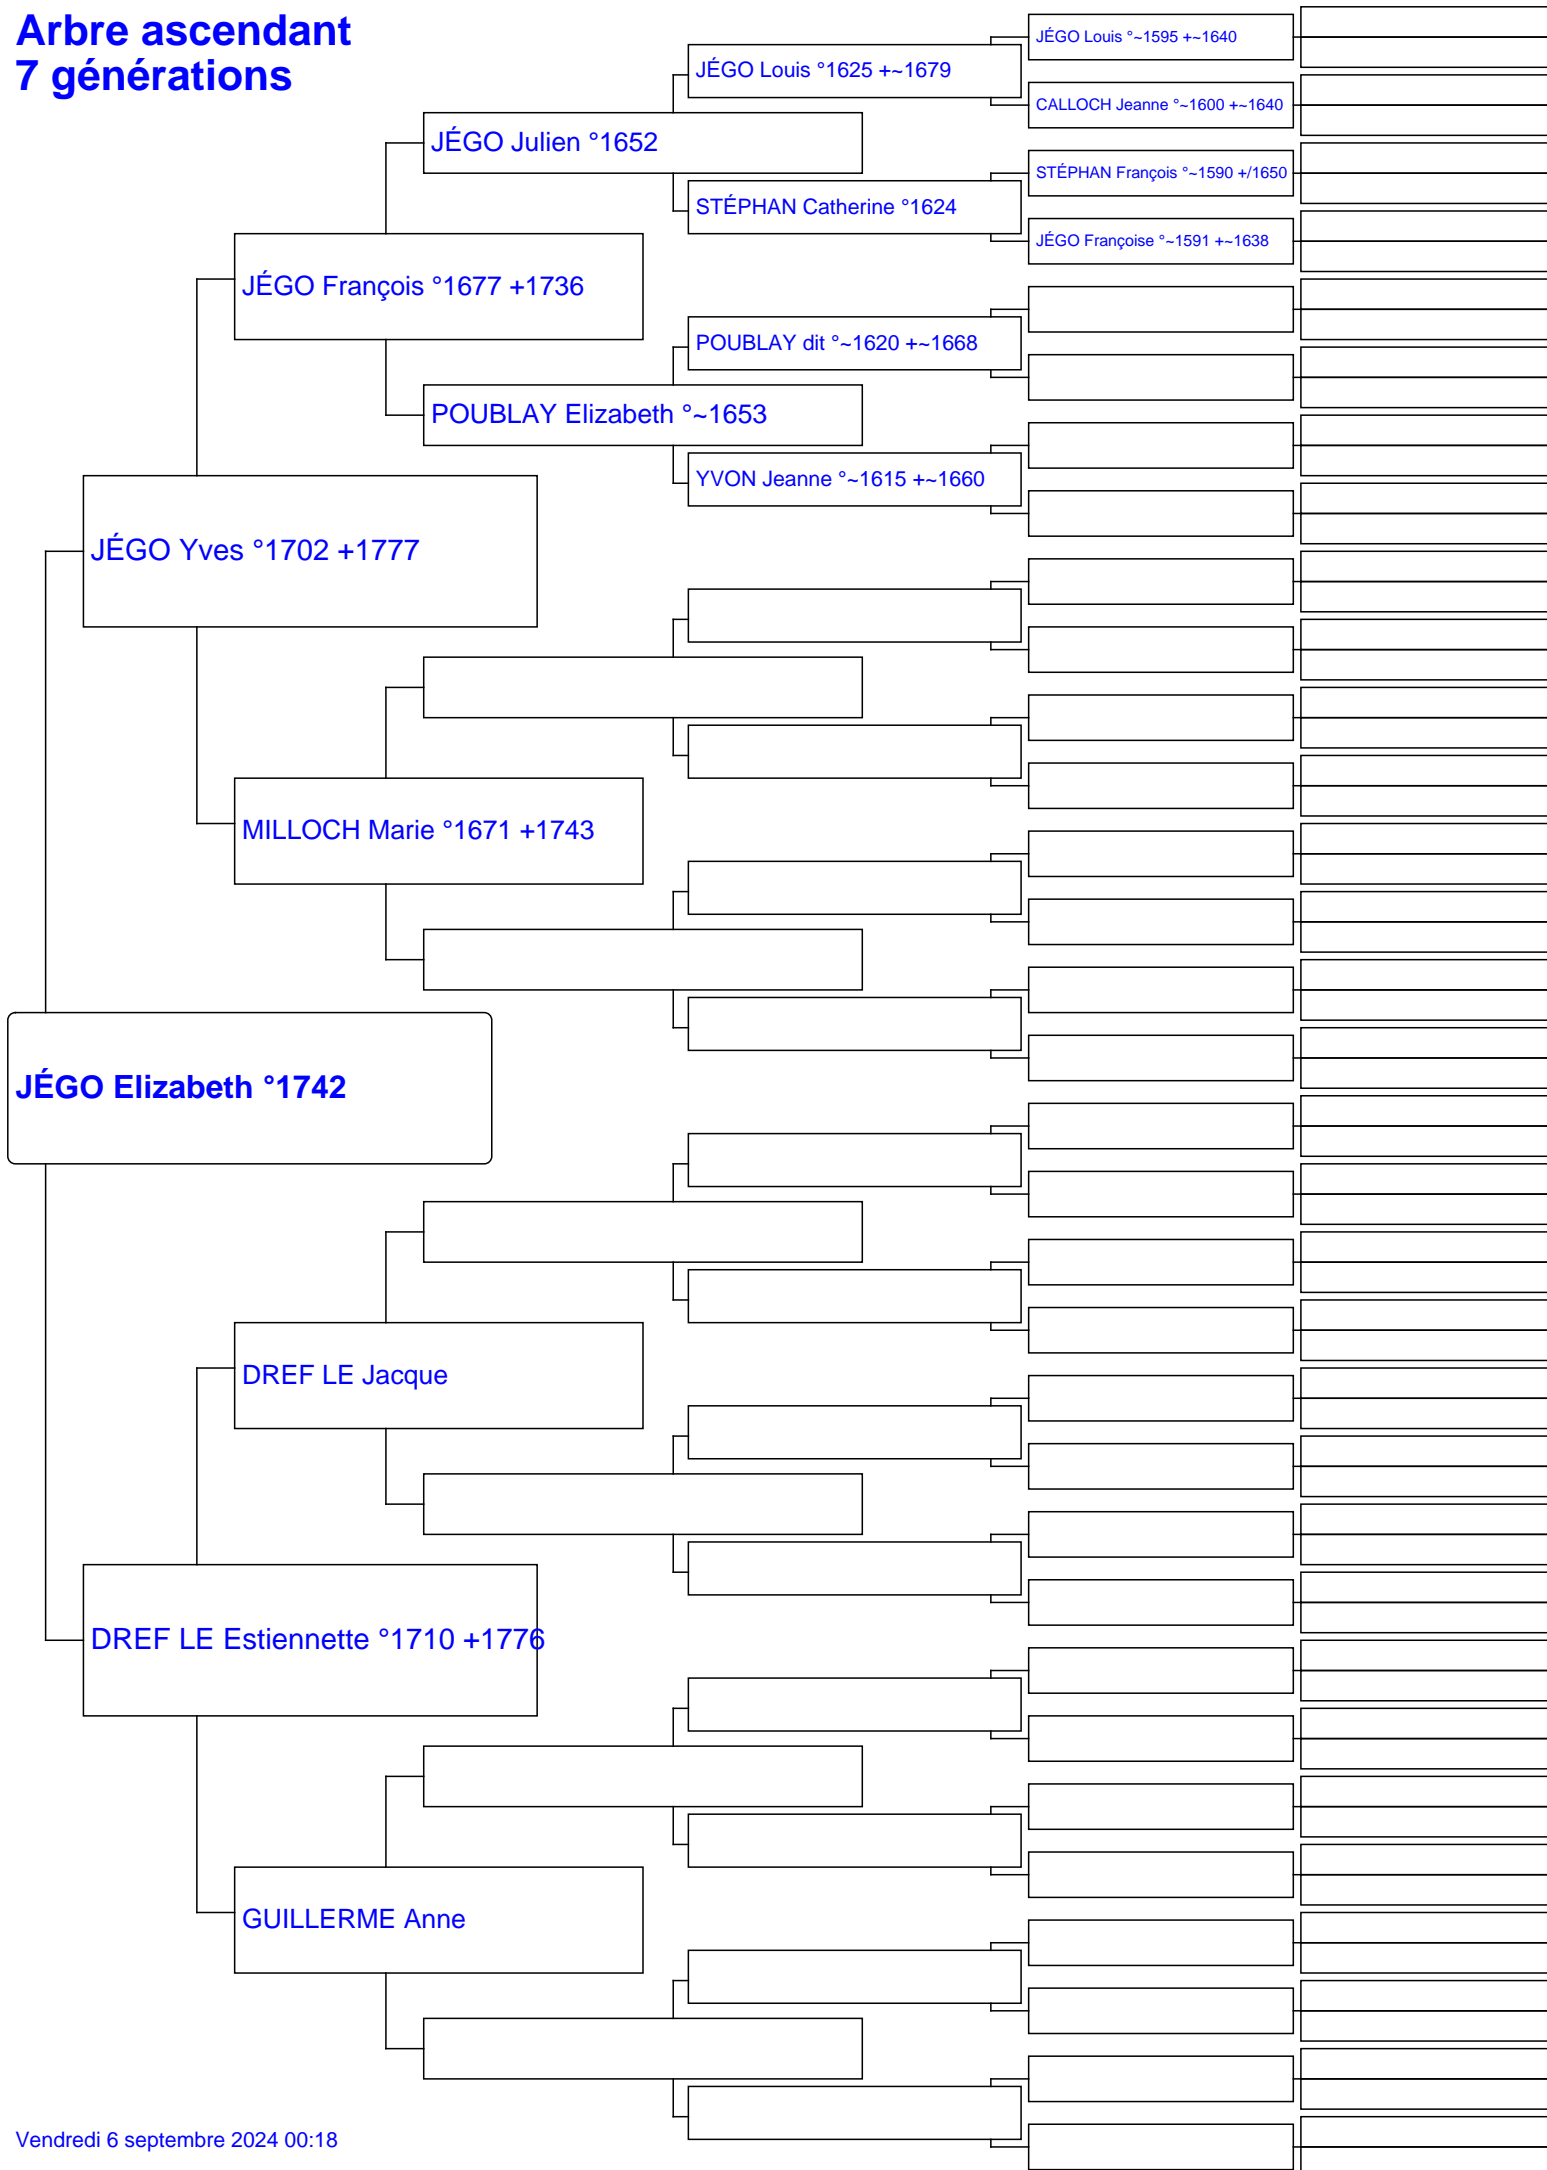 Arbre ascendant
7 générations
JÉGO Louis °~1595 +~1640
JÉGO Louis °1625 +~1679
CALLOCH Jeanne °~1600 +~1640
JÉGO Julien °1652
STÉPHAN François °~1590 +/1650
STÉPHAN Catherine °1624
JÉGO Françoise °~1591 +~1638
JÉGO François °1677 +1736
POUBLAY dit °~1620 +~1668
POUBLAY Elizabeth °~1653
YVON Jeanne °~1615 +~1660
JÉGO Yves °1702 +1777
MILLOCH Marie °1671 +1743
JÉGO Elizabeth °1742
DREF LE Jacque
DREF LE Estiennette °1710 +1776
GUILLERME Anne
Vendredi 6 septembre 2024 00:18